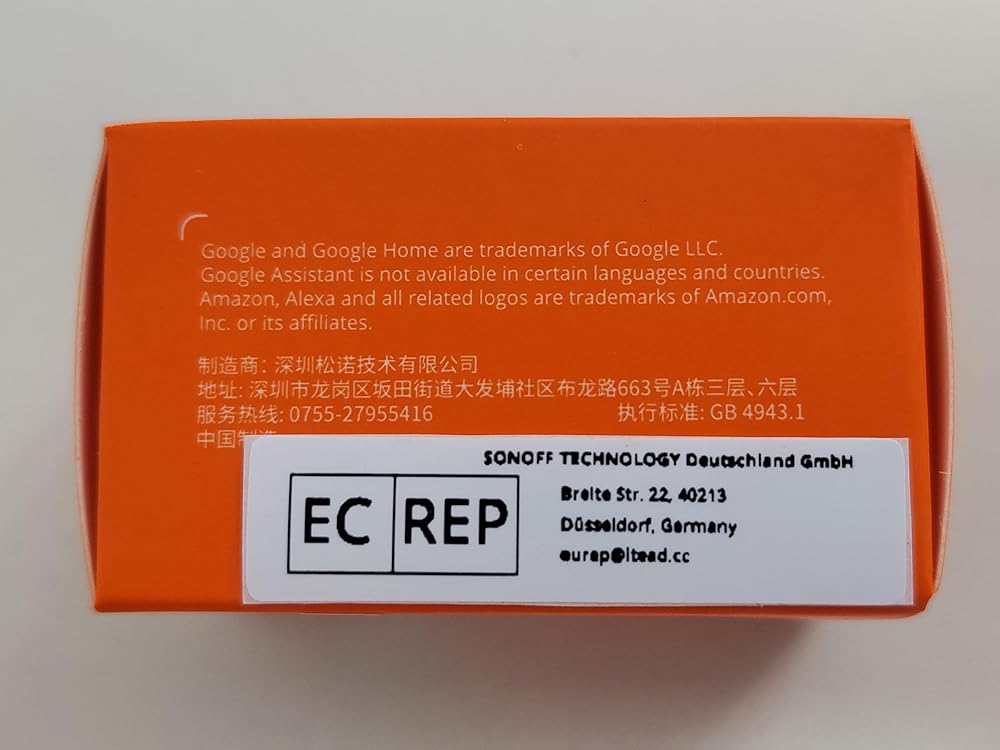 Google and Google Home are trademarks of Google LLC.
Google Assistant is not available in certain languages and countries.
Amazon, Alexa and all related logos are trademarks of Amazon.com,
Inc. or its affiliates.
制造商: 深圳松诺技术有限公司
地址: 深圳市龙岗区坂田街道大发埔社区布龙路663号A栋三层、六层
服务热线: 0755-27955416 执行标准: GB 4943.1
中国制造
SONOFF TECHNOLOGY Deutschland GmbH
EC REP
Breite Str. 22, 40213
Düsseldorf, Germany
eurep@itead.cc